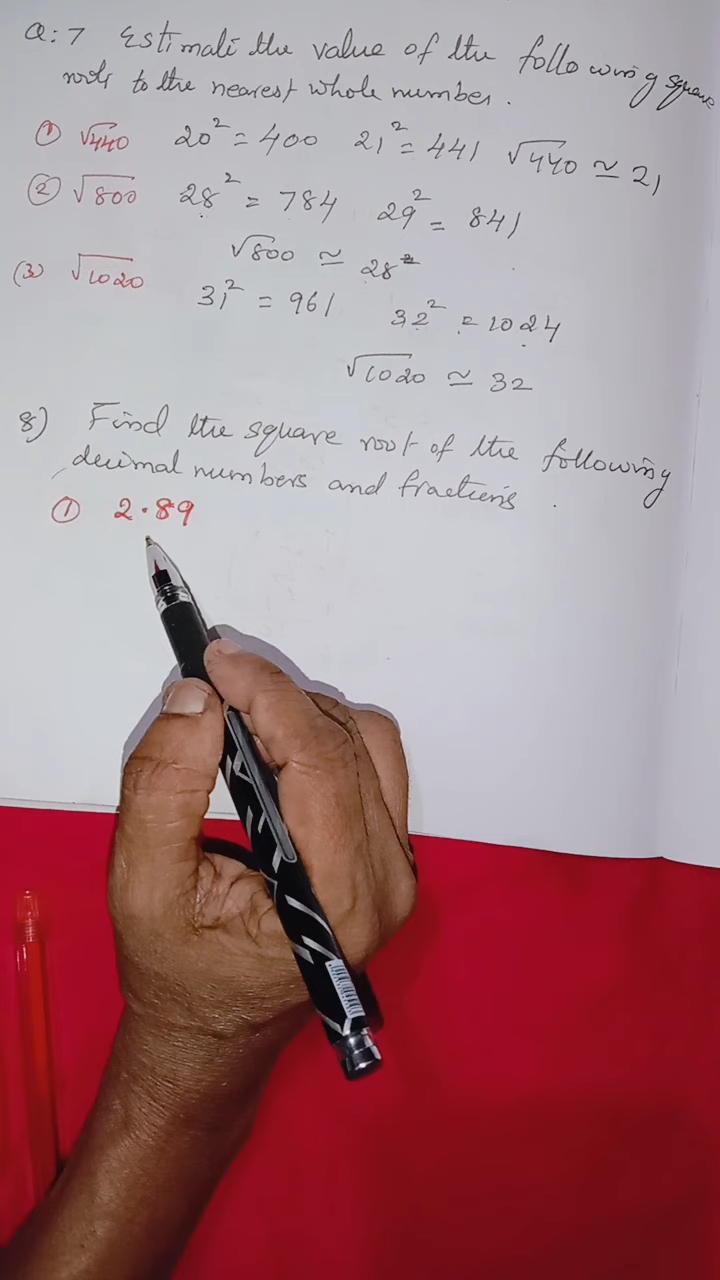 Q:7 Estimate the value of the following square
roots to the nearest whole number.
① √440 20² = 400 21² = 441 √440 ≃ 21
② √800 28² = 784 29² = 841
√800 ≃ 28
(3) √1020 31² = 961 32² = 1024
√1020 ≃ 32
8) Find the square root of the following
decimal numbers and fractions.
① 2.89